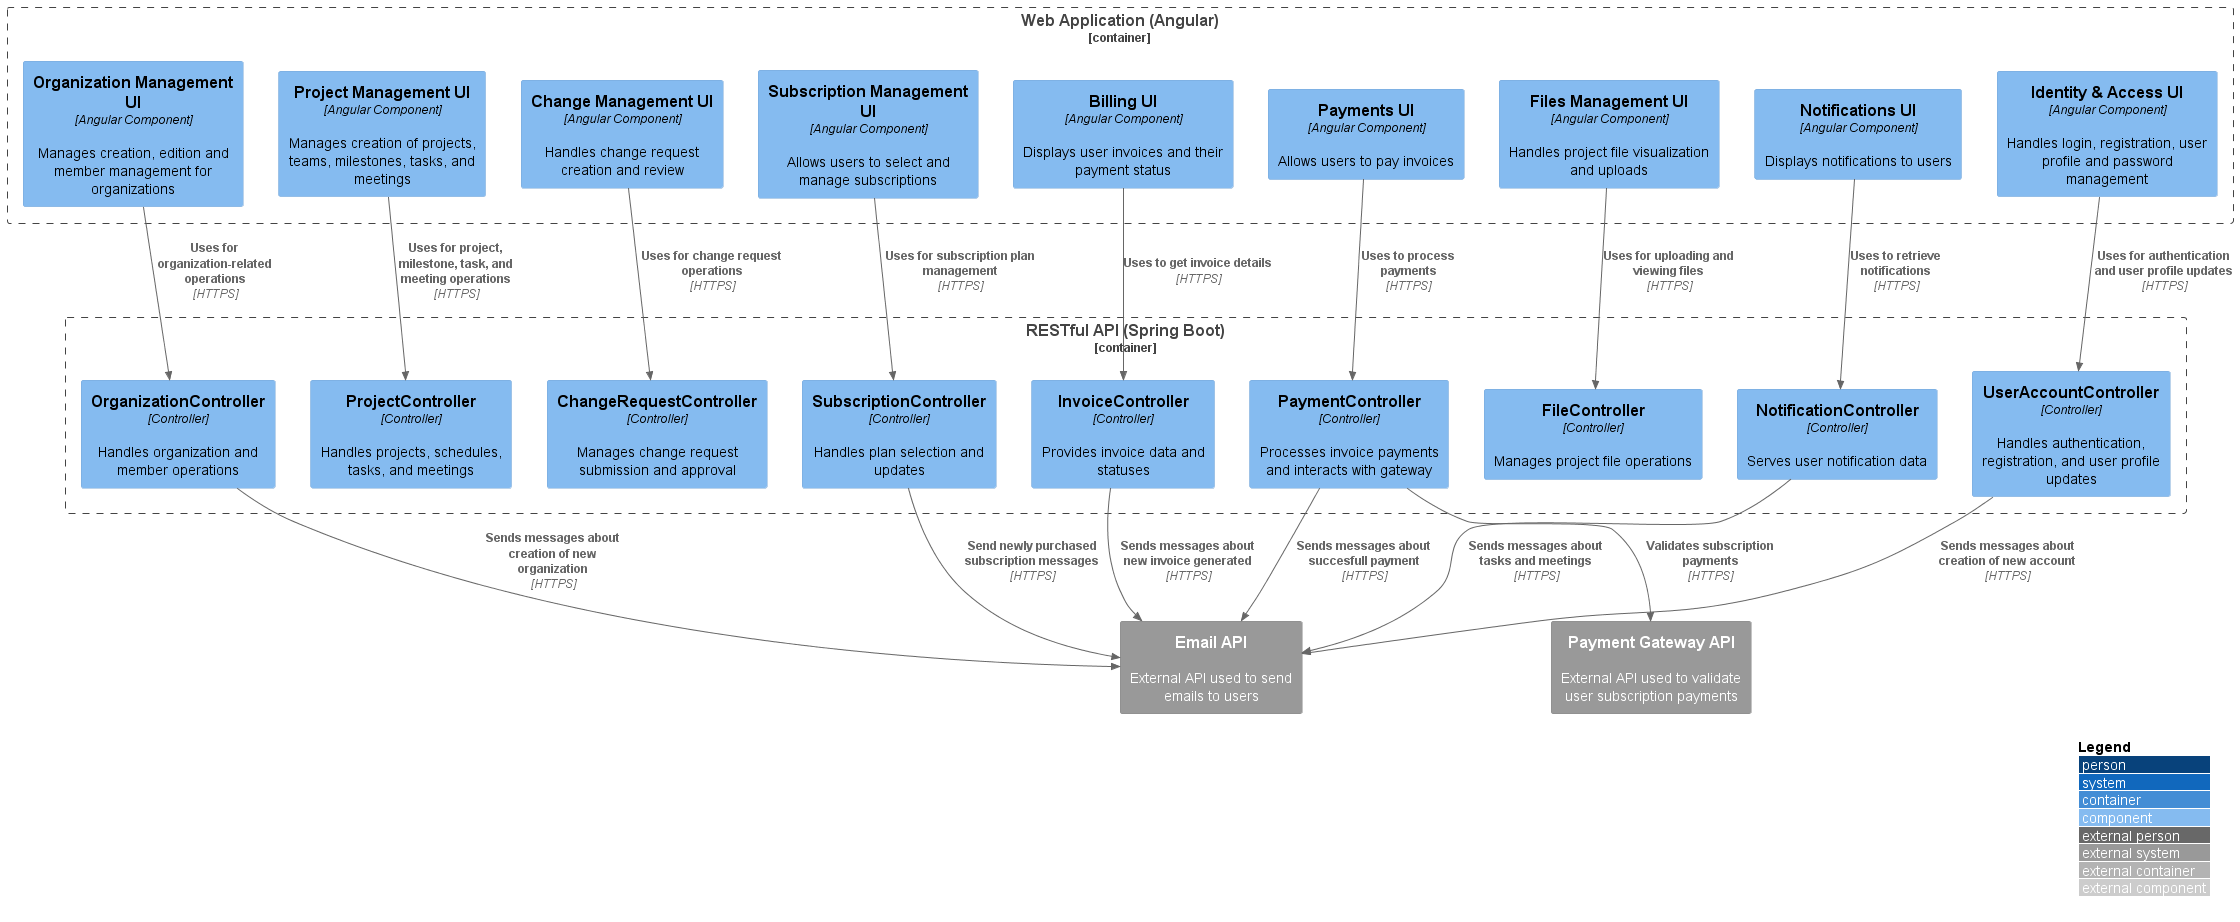 Web Application (Angular)
[container]
Organization Management
UI
[Angular Component]
Manages creation, edition and
member management for
organizations
Project Management UI
[Angular Component]
Manages creation of projects,
teams, milestones, tasks, and
meetings
Change Management UI
[Angular Component]
Handles change request
creation and review
Subscription Management
UI
[Angular Component]
Allows users to select and
manage subscriptions
Billing UI
[Angular Component]
Displays user invoices and their
payment status
Payments UI
[Angular Component]
Allows users to pay invoices
Files Management UI
[Angular Component]
Handles project file visualization
and uploads
Notifications UI
[Angular Component]
Displays notifications to users
Identity & Access UI
[Angular Component]
Handles login, registration, user
profile and password
management
Uses for
organization-related
operations
[HTTPS]
Uses for project,
milestone, task, and
meeting operations
[HTTPS]
Uses for change request
operations
[HTTPS]
Uses for subscription plan
management
[HTTPS]
Uses to get invoice details
[HTTPS]
Uses to process
payments
[HTTPS]
Uses for uploading and
viewing files
[HTTPS]
Uses to retrieve
notifications
[HTTPS]
Uses for authentication
and user profile updates
[HTTPS]
RESTful API (Spring Boot)
[container]
OrganizationController
[Controller]
Handles organization and
member operations
ProjectController
[Controller]
Handles projects, schedules,
tasks, and meetings
ChangeRequestController
[Controller]
Manages change request
submission and approval
SubscriptionController
[Controller]
Handles plan selection and
updates
InvoiceController
[Controller]
Provides invoice data and
statuses
PaymentController
[Controller]
Processes invoice payments
and interacts with gateway
FileController
[Controller]
Manages project file operations
NotificationController
[Controller]
Serves user notification data
UserAccountController
[Controller]
Handles authentication,
registration, and user profile
updates
Sends messages about
creation of new
organization
[HTTPS]
Send newly purchased
subscription messages
[HTTPS]
Sends messages about
new invoice generated
[HTTPS]
Sends messages about
succesfull payment
[HTTPS]
Sends messages about
tasks and meetings
[HTTPS]
Validates subscription
payments
[HTTPS]
Sends messages about
creation of new account
[HTTPS]
Email API
External API used to send
emails to users
Payment Gateway API
External API used to validate
user subscription payments
Legend
person
system
container
component
external person
external system
external container
external component